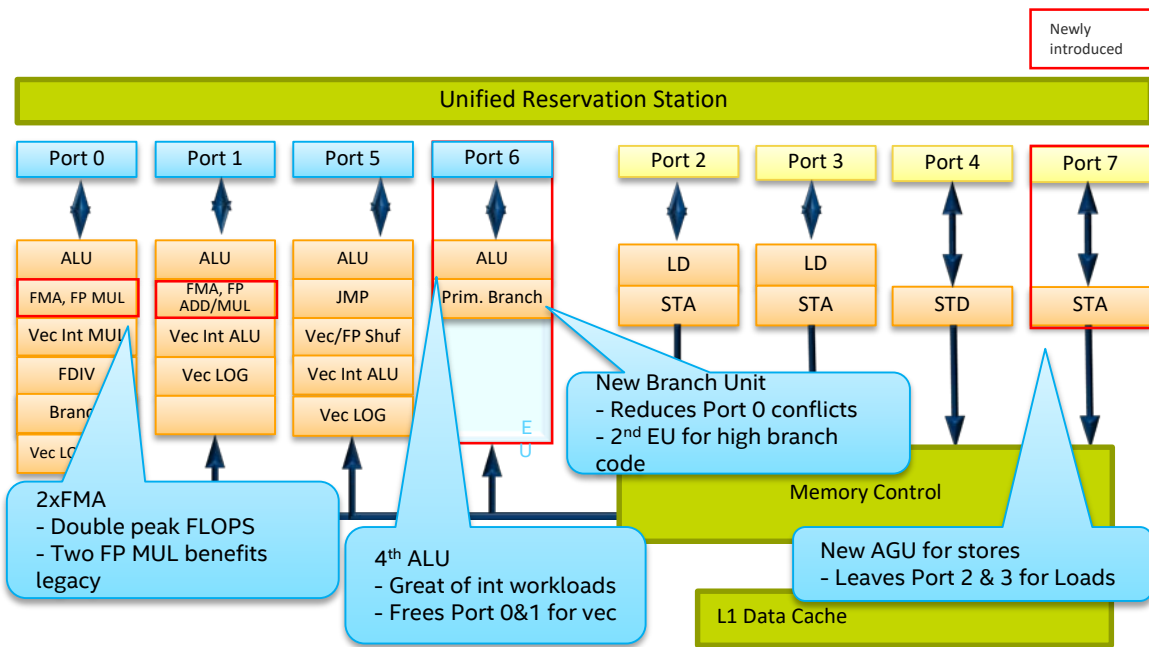 Newly
introduced
Unified Reservation Station
Port 0
Port 1
Port 5
Port 6
Port 2
Port 3
Port 4
Port 7
ALU
FMA, FP MUL
Vec Int MUL
FDIV
Vec
ALU
FMA, FP
ADD/MUL
Vec Int ALU
Vec LOG
ALU
JMP
Vec/FP Shuf
Vec Int ALU
Vec LOG
ALU
Prim. Branch
E
U
LD
STA
LD
STA
STD
STA
2xFMA
- Double peak FLOPS
- Two FP MUL benefits
legacy
4th ALU
- Great of int workloads
- Frees Port 0&1 for vec
New Branch Unit
- Reduces Port 0 conflicts
- 2nd EU for high branch
code
Memory Control
New AGU for stores
- Leaves Port 2 & 3 for Loads
L1 Data Cache